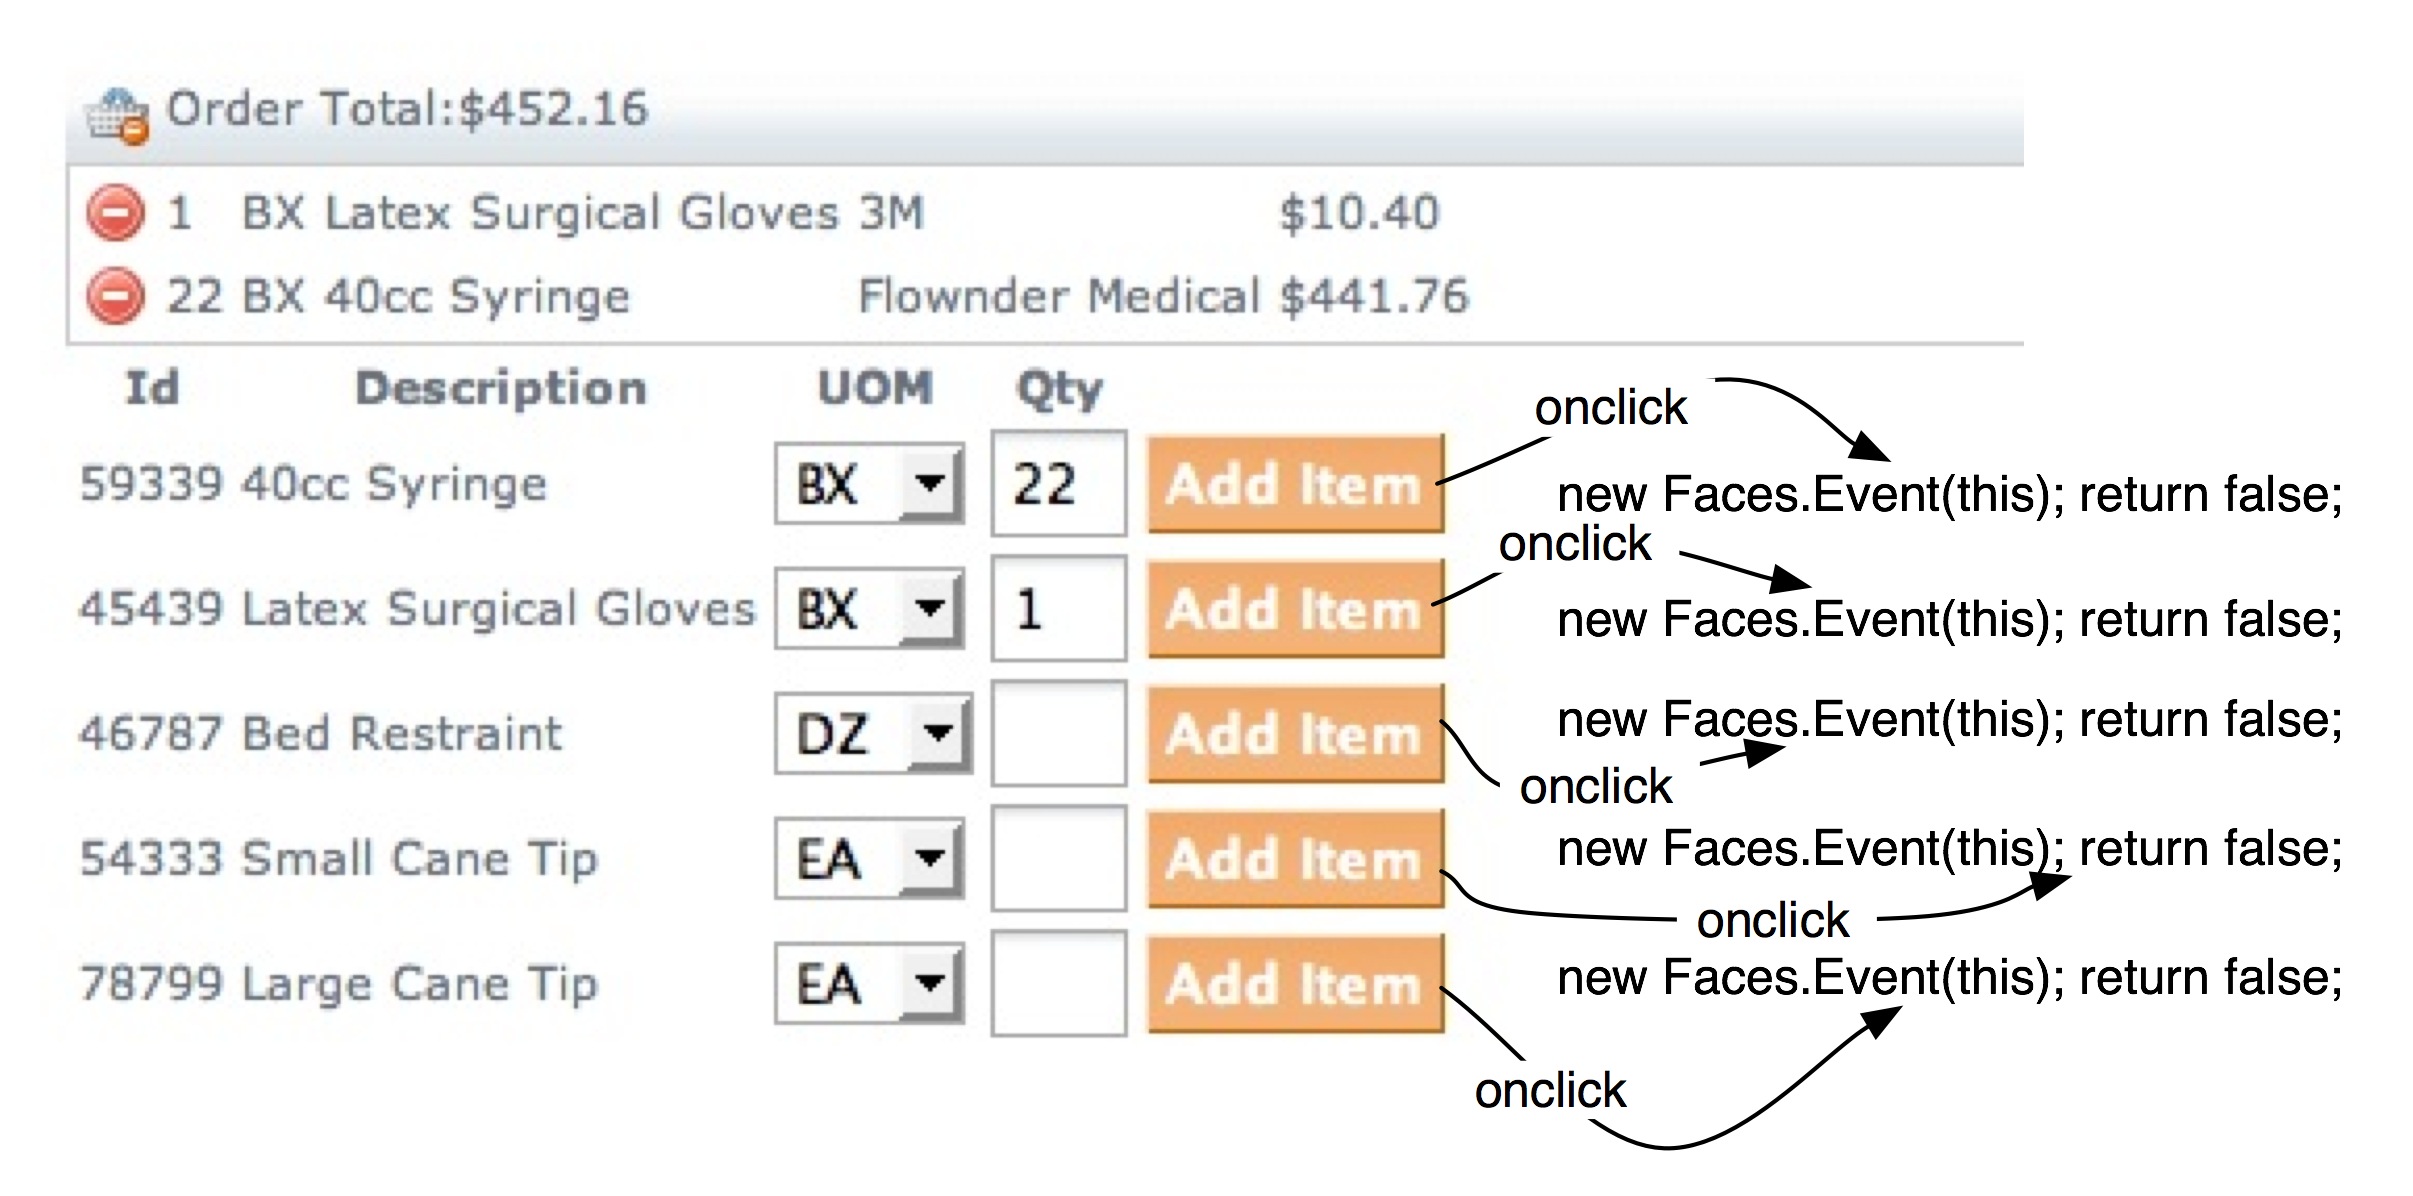 Order Total:$452.16
1 BX Latex Surgical Gloves 3M $10.40
22 BX 40cc Syringe Flownder Medical $441.76
Id Description UOM Qty
onclick
59339 40cc Syringe BX 22 Add Item new Faces.Event(this); return false;
onclick
45439 Latex Surgical Gloves BX 1 Add Item new Faces.Event(this); return false;
46787 Bed Restraint DZ Add Item new Faces.Event(this); return false;
onclick
54333 Small Cane Tip EA Add Item new Faces.Event(this); return false;
onclick
78799 Large Cane Tip EA Add Item new Faces.Event(this); return false;
onclick